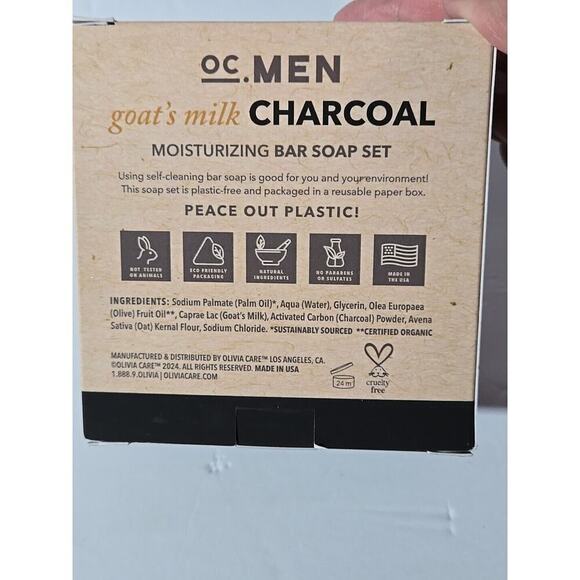 OC.MEN
goat's milk CHARCOAL
MOISTURIZING BAR SOAP SET
Using self-cleaning bar soap is good for you and your environment!
This soap set is plastic-free and packaged in a reusable paper box.
PEACE OUT PLASTIC!
NOT TESTED
ON ANIMALS
ECO FRIENDLY
PACKAGING
NATURAL
INGREDIENTS
NO PARABENS
OR SULFATES
MADE IN
THE USA
INGREDIENTS: Sodium Palmate (Palm Oil)*, Aqua (Water), Glycerin, Olea Europaea
(Olive) Fruit Oil**, Caprae Lac (Goat's Milk), Activated Carbon (Charcoal) Powder, Avena
Sativa (Oat) Kernal Flour, Sodium Chloride. *SUSTAINABLY SOURCED **CERTIFIED ORGANIC
MANUFACTURED & DISTRIBUTED BY OLIVIA CARE™ LOS ANGELES, CA.
©OLIVIA CARE™ 2024. ALL RIGHTS RESERVED. MADE IN USA
1.888.9.OLIVIA | OLIVIACARE.COM
24 m
cruelty
free